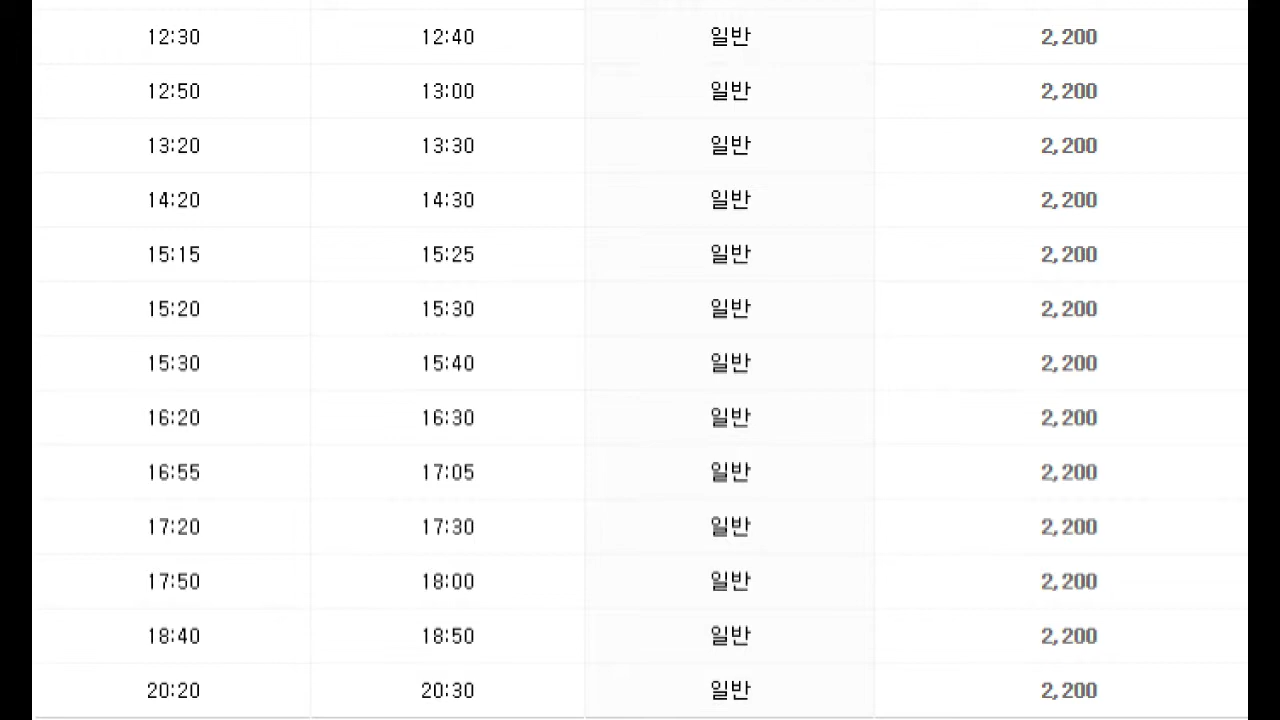 12:30 12:40 일반 2,200
12:50 13:00 일반 2,200
13:20 13:30 일반 2,200
14:20 14:30 일반 2,200
15:15 15:25 일반 2,200
15:20 15:30 일반 2,200
15:30 15:40 일반 2,200
16:20 16:30 일반 2,200
16:55 17:05 일반 2,200
17:20 17:30 일반 2,200
17:50 18:00 일반 2,200
18:40 18:50 일반 2,200
20:20 20:30 일반 2,200